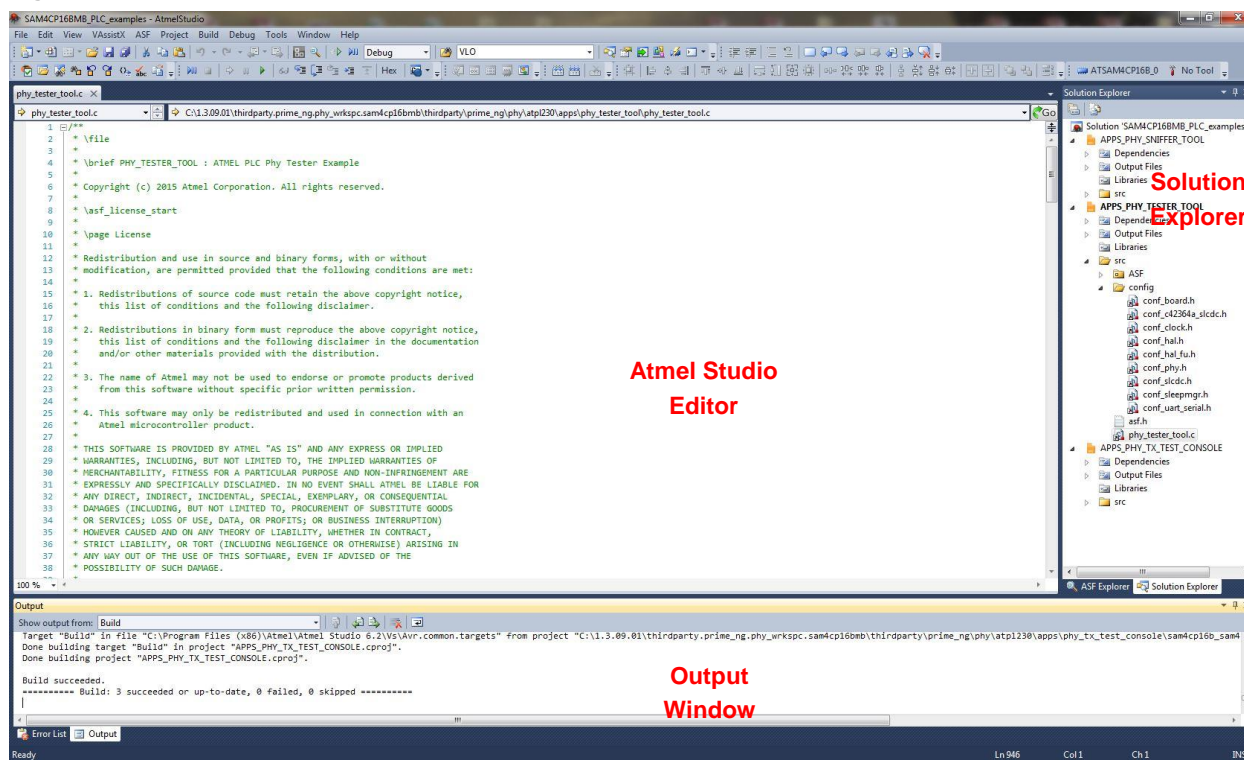 SAM4CP16BMB_PLC_examples - AtmelStudio
File Edit View VAssistX ASF Project Build Debug Tools Window Help
Debug VLO
Hex ATSAM4CP16B_0 No Tool
phy_tester_tool.c
Solution Explorer
phy_tester_tool.c C:\1.3.09.01\thirdparty.prime_ng.phy_wrkspc.sam4cp16bmb\thirdparty\prime_ng\phy\atpl230\apps\phy_tester_tool\phy_tester_tool.c Go
1 /**
2 * \file
3 *
4 * \brief PHY_TESTER_TOOL : ATMEL PLC Phy Tester Example
5 *
6 * Copyright (c) 2015 Atmel Corporation. All rights reserved.
7 *
8 * \asf_license_start
9 *
10 * \page License
11 *
12 * Redistribution and use in source and binary forms, with or without
13 * modification, are permitted provided that the following conditions are met:
14 *
15 * 1. Redistributions of source code must retain the above copyright notice,
16 * this list of conditions and the following disclaimer.
17 *
18 * 2. Redistributions in binary form must reproduce the above copyright notice,
19 * this list of conditions and the following disclaimer in the documentation
20 * and/or other materials provided with the distribution.
21 *
22 * 3. The name of Atmel may not be used to endorse or promote products derived
23 * from this software without specific prior written permission.
24 *
25 * 4. This software may only be redistributed and used in connection with an
26 * Atmel microcontroller product.
27 *
28 * THIS SOFTWARE IS PROVIDED BY ATMEL "AS IS" AND ANY EXPRESS OR IMPLIED
29 * WARRANTIES, INCLUDING, BUT NOT LIMITED TO, THE IMPLIED WARRANTIES OF
30 * MERCHANTABILITY, FITNESS FOR A PARTICULAR PURPOSE AND NON-INFRINGEMENT ARE
31 * EXPRESSLY AND SPECIFICALLY DISCLAIMED. IN NO EVENT SHALL ATMEL BE LIABLE FOR
32 * ANY DIRECT, INDIRECT, INCIDENTAL, SPECIAL, EXEMPLARY, OR CONSEQUENTIAL
33 * DAMAGES (INCLUDING, BUT NOT LIMITED TO, PROCUREMENT OF SUBSTITUTE GOODS
34 * OR SERVICES; LOSS OF USE, DATA, OR PROFITS; OR BUSINESS INTERRUPTION)
35 * HOWEVER CAUSED AND ON ANY THEORY OF LIABILITY, WHETHER IN CONTRACT,
36 * STRICT LIABILITY, OR TORT (INCLUDING NEGLIGENCE OR OTHERWISE) ARISING IN
37 * ANY WAY OUT OF THE USE OF THIS SOFTWARE, EVEN IF ADVISED OF THE
38 * POSSIBILITY OF SUCH DAMAGE.
100 %
Atmel Studio
Editor
Solution 'SAM4CP16BMB_PLC_examples
APPS_PHY_SNIFFER_TOOL
Dependencies
Output Files
Libraries
src
APPS_PHY_TESTER_TOOL
Dependencies
Output Files
Libraries
src
ASF
config
conf_board.h
conf_c42364a_slcdc.h
conf_clock.h
conf_hal.h
conf_hal_fu.h
conf_phy.h
conf_slcdc.h
conf_sleepmgr.h
conf_uart_serial.h
asf.h
phy_tester_tool.c
APPS_PHY_TX_TEST_CONSOLE
Dependencies
Output Files
Libraries
src
Solution
Explorer
ASF Explorer Solution Explorer
Output
Show output from: Build
Target "Build" in file "C:\Program Files (x86)\Atmel\Atmel Studio 6.2\Vs\Avr.common.targets" from project "C:\1.3.09.01\thirdparty.prime_ng.phy_wrkspc.sam4cp16bmb\thirdparty\prime_ng\phy\atpl230\apps\phy_tx_test_console\sam4cp16b_sam4
Done building target "Build" in project "APPS_PHY_TX_TEST_CONSOLE.cproj".
Done building project "APPS_PHY_TX_TEST_CONSOLE.cproj".
Build succeeded.
========== Build: 3 succeeded or up-to-date, 0 failed, 0 skipped ==========
Output
Window
Error List Output
Ready Ln 946 Col 1 Ch 1 INS